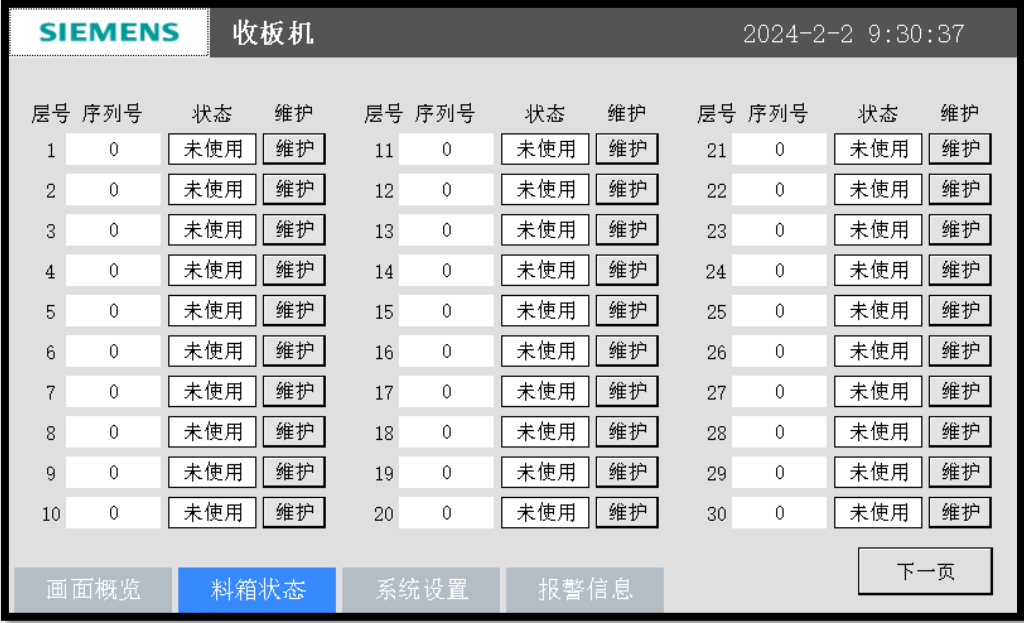 SIEMENS 收板机 2024-2-2 9:30:37
层号 序列号 状态 维护 层号 序列号 状态 维护 层号 序列号 状态 维护
1 0 未使用 维护 11 0 未使用 维护 21 0 未使用 维护
2 0 未使用 维护 12 0 未使用 维护 22 0 未使用 维护
3 0 未使用 维护 13 0 未使用 维护 23 0 未使用 维护
4 0 未使用 维护 14 0 未使用 维护 24 0 未使用 维护
5 0 未使用 维护 15 0 未使用 维护 25 0 未使用 维护
6 0 未使用 维护 16 0 未使用 维护 26 0 未使用 维护
7 0 未使用 维护 17 0 未使用 维护 27 0 未使用 维护
8 0 未使用 维护 18 0 未使用 维护 28 0 未使用 维护
9 0 未使用 维护 19 0 未使用 维护 29 0 未使用 维护
10 0 未使用 维护 20 0 未使用 维护 30 0 未使用 维护
下一页
画面概览 料箱状态 系统设置 报警信息